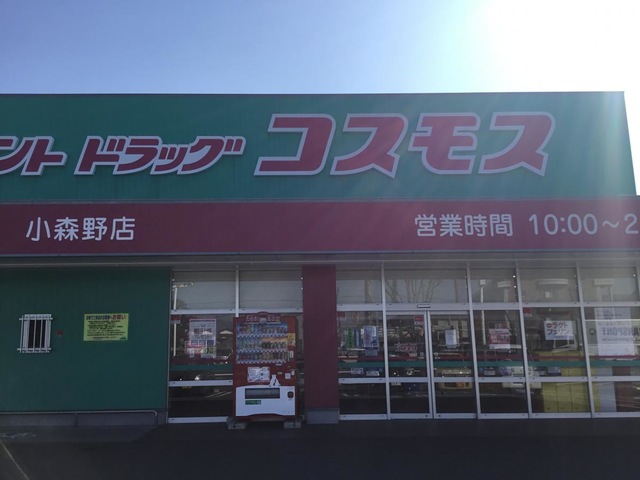 ント ドラッグ コスモス
小森野店
営業時間 10:00～2